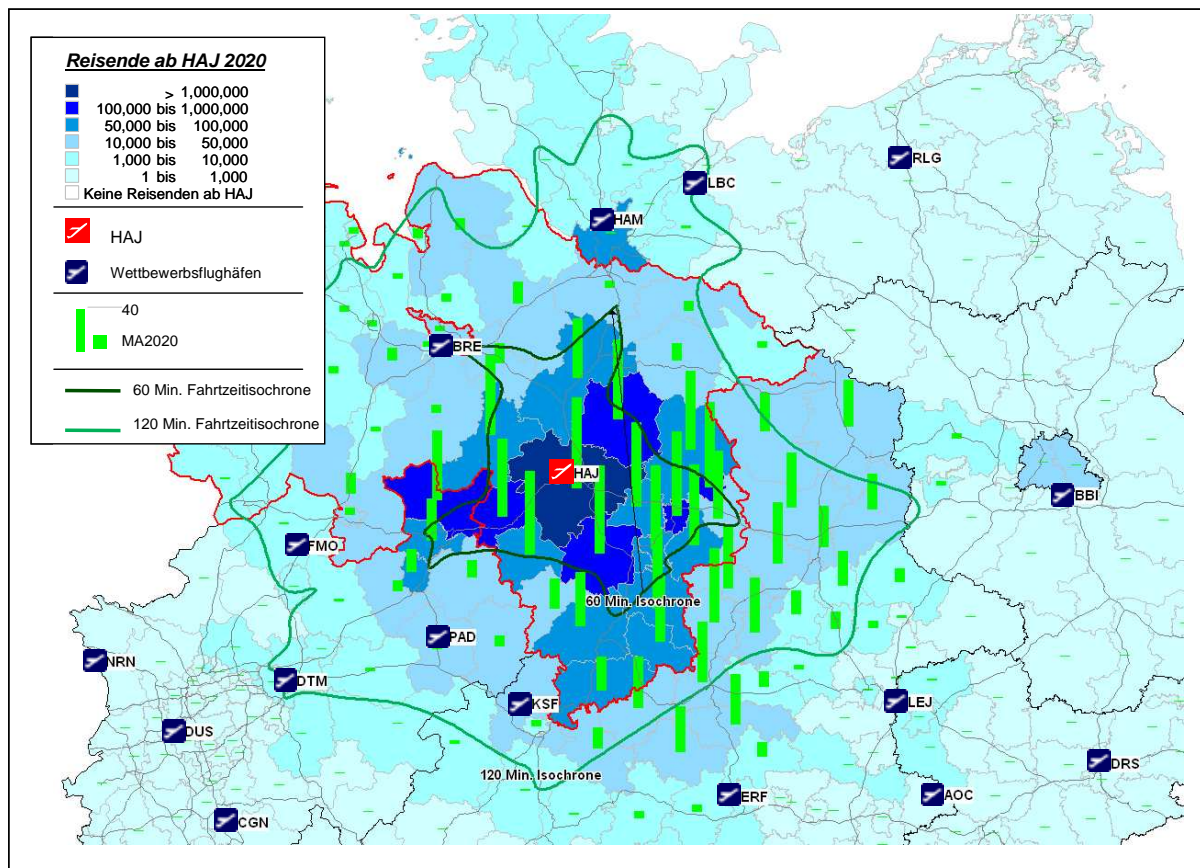 Reisende ab HAJ 2020
> 1,000,000
100,000 bis 1,000,000
50,000 bis 100,000
10,000 bis 50,000
1,000 bis 10,000
1 bis 1,000
Keine Reisenden ab HAJ
HAJ
Wettbewerbsflughäfen
40
MA2020
60 Min. Fahrtzeitisochrone
120 Min. Fahrtzeitisochrone
RLG
LBC
HAM
BRE
HAJ
BBI
FMO
60 Min. Isochrone
PAD
NRN
DTM
KSF
LEJ
DUS
120 Min. Isochrone
DRS
ERF
AOC
CGN